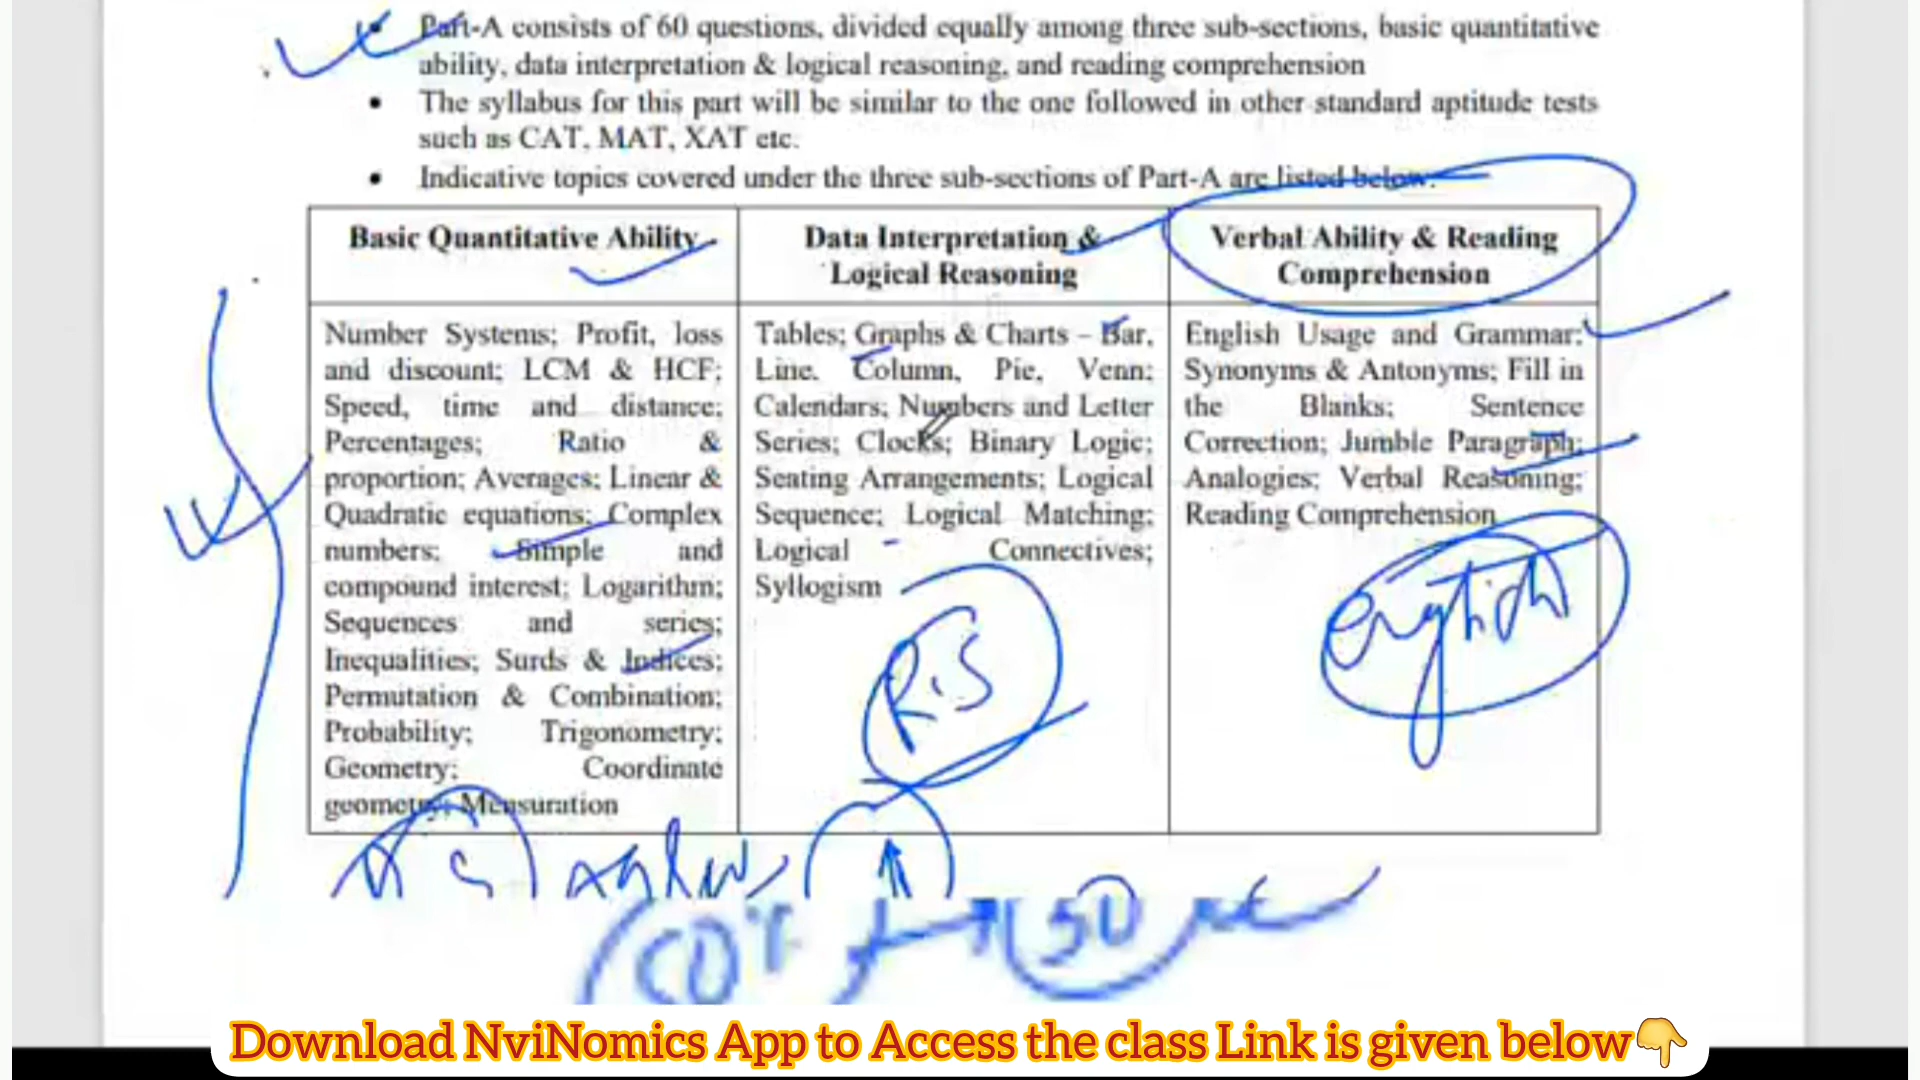 Part-A consists of 60 questions, divided equally among three sub-sections, basic quantitative
ability, data interpretation & logical reasoning, and reading comprehension
• The syllabus for this part will be similar to the one followed in other standard aptitude tests
such as CAT, MAT, XAT etc.
• Indicative topics covered under the three sub-sections of Part-A are listed below:
Basic Quantitative Ability
Number Systems; Profit, loss
and discount; LCM & HCF;
Speed, time and distance;
Percentages; Ratio &
proportion; Averages; Linear &
Quadratic equations; Complex
numbers; Simple and
compound interest; Logarithm;
Sequences and series;
Inequalities; Surds & Indices;
Permutation & Combination;
Probability; Trigonometry;
Geometry; Coordinate
geometry; Mensuration
Data Interpretation &
Logical Reasoning
Tables; Graphs & Charts – Bar,
Line, Column, Pie, Venn;
Calendars; Numbers and Letter
Series; Clocks; Binary Logic;
Seating Arrangements; Logical
Sequence; Logical Matching;
Logical Connectives;
Syllogism
R.S
Verbal Ability & Reading
Comprehension
English Usage and Grammar;
Synonyms & Antonyms; Fill in
the Blanks; Sentence
Correction; Jumble Paragraph;
Analogies; Verbal Reasoning;
Reading Comprehension
English
50
Download NviNomics App to Access the class Link is given below👇